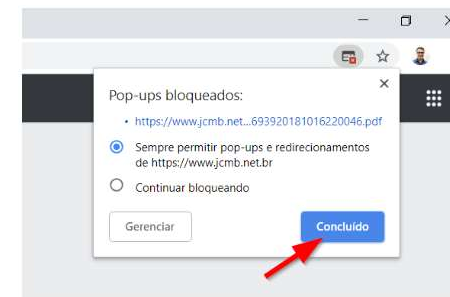 Pop-ups bloqueados:
• https://www.jcmb.net...693920181016220046.pdf
Sempre permitir pop-ups e redirecionamentos
de https://www.jcmb.net.br
Continuar bloqueando
Gerenciar
Concluído